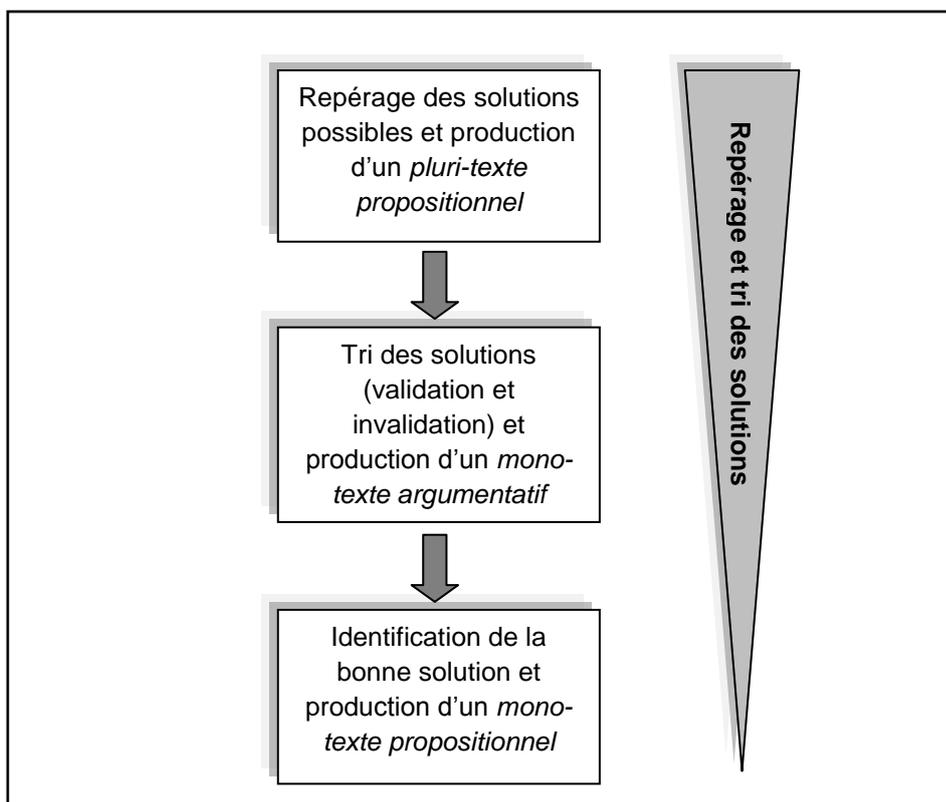 Repérage des solutions
possibles et production
d'un pluri-texte
propositionnel
Tri des solutions
(validation et
invalidation) et
production d'un mono-
texte argumentatif
Identification de la
bonne solution et
production d'un mono-
texte propositionnel
Repérage et tri des solutions